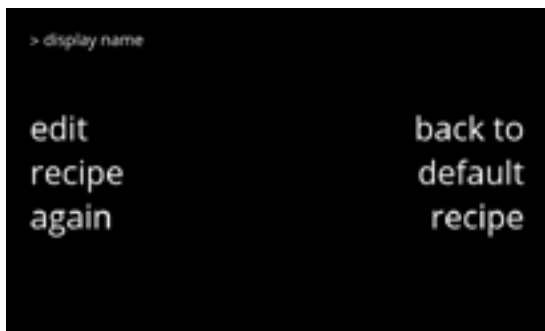 > display name
edit
recipe
again
back to
default
recipe